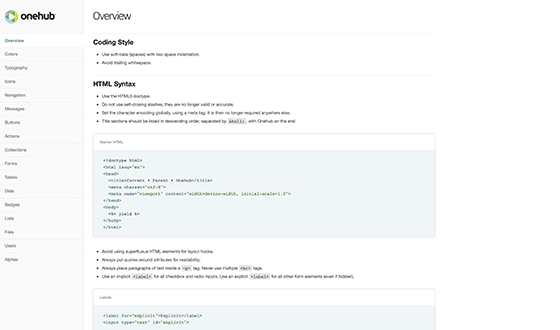 onehub
Overview
Colors
Typography
Icons
Navigation
Messages
Buttons
Actions
Collections
Forms
Tables
Data
Badges
Lists
Files
Users
Alphas
Overview
Coding Style
• Use soft-tabs (spaces) with two space indentation.
• Avoid trailing whitespace.
HTML Syntax
• Use the HTML5 doctype.
• Do not use self-closing slashes, they are no longer valid or accurate.
• Set the character encoding globally, using a meta tag; it is then no longer required anywhere else.
• Title sections should be listed in descending order, separated by &bull;, with Onehub on the end.
Starter HTML
<!doctype html>
<html lang="en">
<head>
<title>Current • Parent • Onehub</title>
<meta charset="utf-8">
<meta name="viewport" content="width=device-width, initial-scale=1.0">
</head>
<body>
<%= yield %>
</body>
</html>
• Avoid using superfluous HTML elements for layout hooks.
• Always put quotes around attributes for readability.
• Always place paragraphs of text inside a <p> tag. Never use multiple <br> tags.
• Use an implicit <label> for all checkbox and radio inputs. Use an explicit <label> for all other form elements (even if hidden).
Labels
<label for="explicit">Explicit</label>
<input type="text" id="explicit">